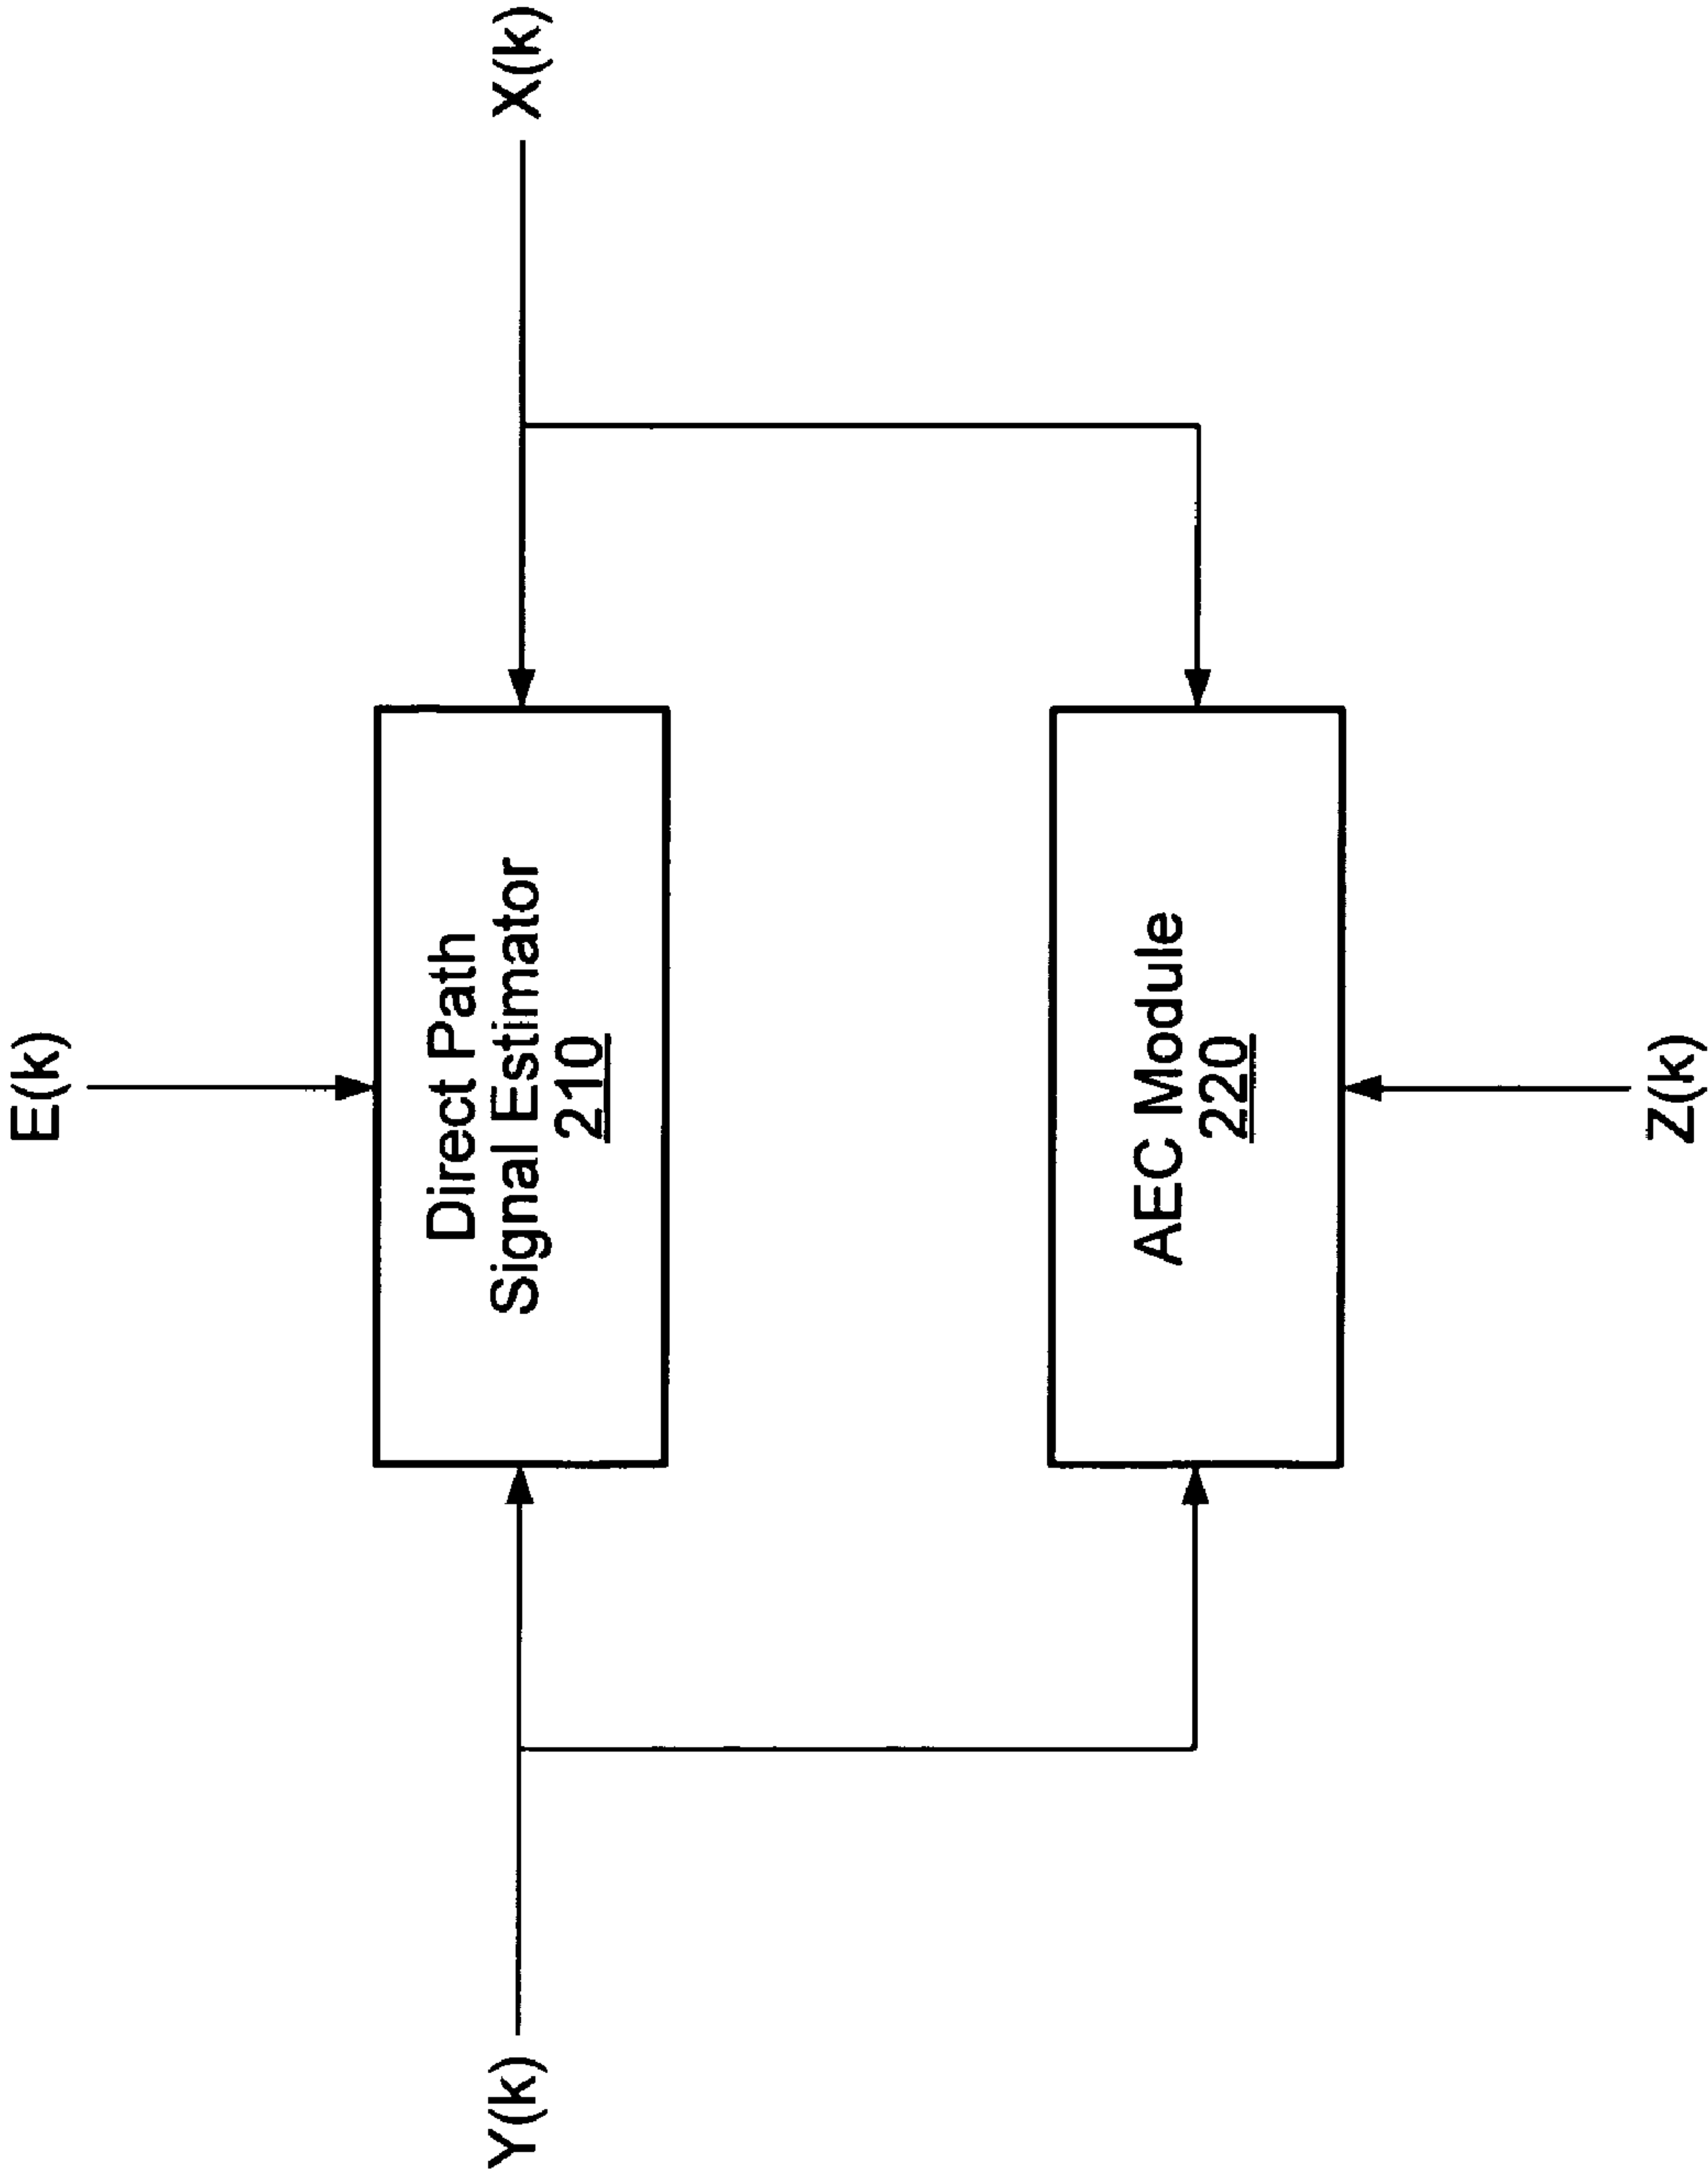 E(k)
Y(k)
Direct Path
Signal Estimator
210
X(k)
AEC Module
220
Z(k)